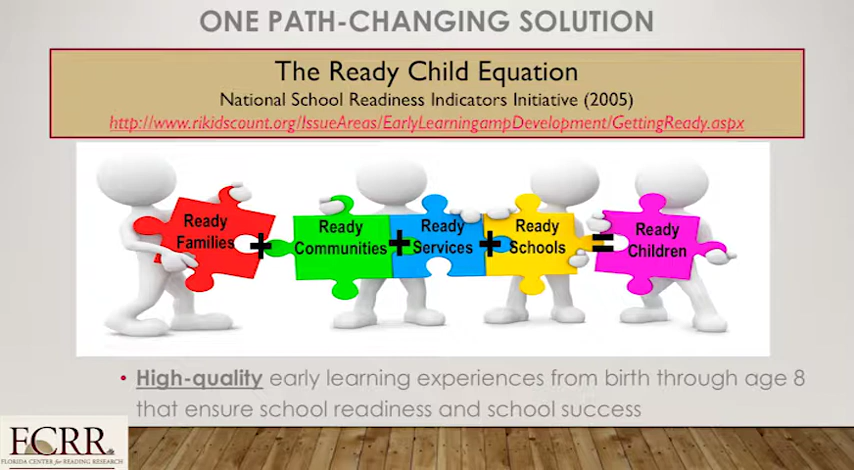 ONE PATH-CHANGING SOLUTION
The Ready Child Equation
National School Readiness Indicators Initiative (2005)
http://www.rikidscount.org/IssueAreas/EarlyLearningampDevelopment/GettingReady.aspx
Ready
Families
+
Ready
Communities
+
Ready
Services
+
Ready
Schools
=
Ready
Children
• High-quality early learning experiences from birth through age 8
that ensure school readiness and school success
FCRR
FLORIDA CENTER for READING RESEARCH